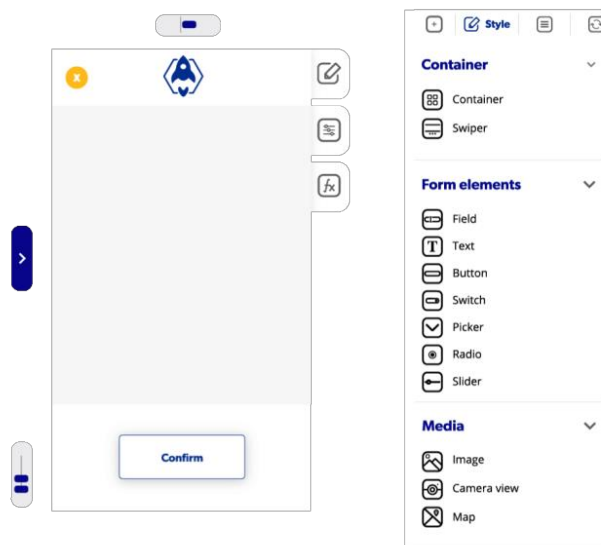 x
fx
Confirm
Style
Container
Container
Swiper
Form elements
Field
T Text
Button
Switch
Picker
Radio
Slider
Media
Image
Camera view
Map